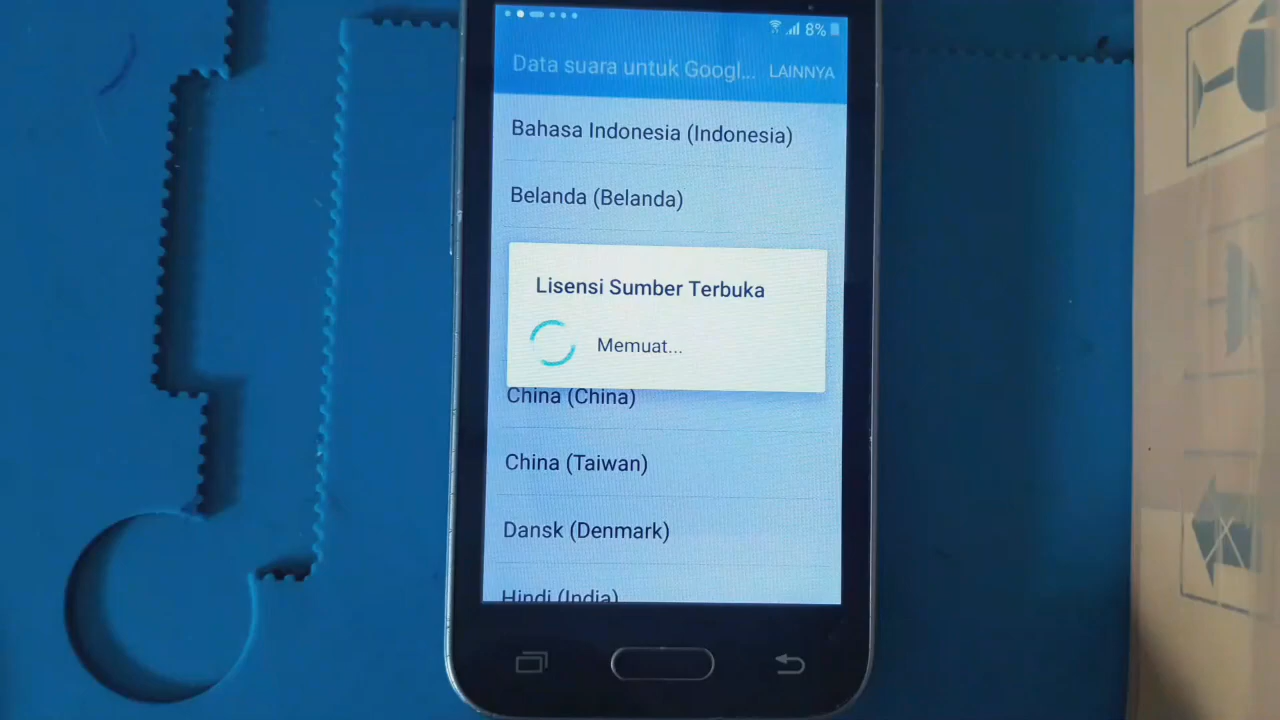 8%
Data suara untuk Googl... LAINNYA
Bahasa Indonesia (Indonesia)
Belanda (Belanda)
Lisensi Sumber Terbuka
Memuat...
China (China)
China (Taiwan)
Dansk (Denmark)
Hindi (India)